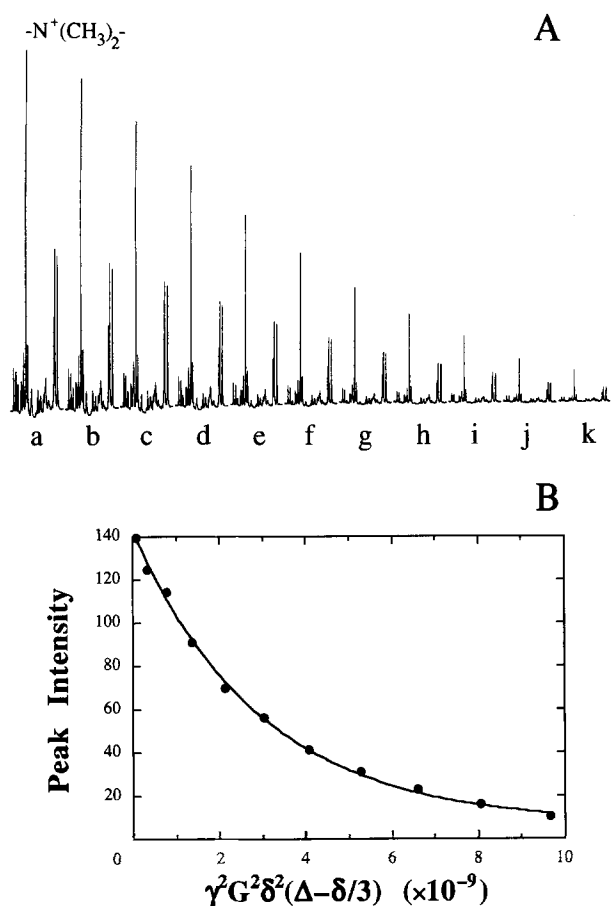 -N⁺(CH₃)₂-
A
a b c d e f g h i j k
B
140
120
100
80
60
40
20
Peak Intensity
0 2 4 6 8 10
γ²G²δ²(Δ−δ/3) (×10⁻⁹)